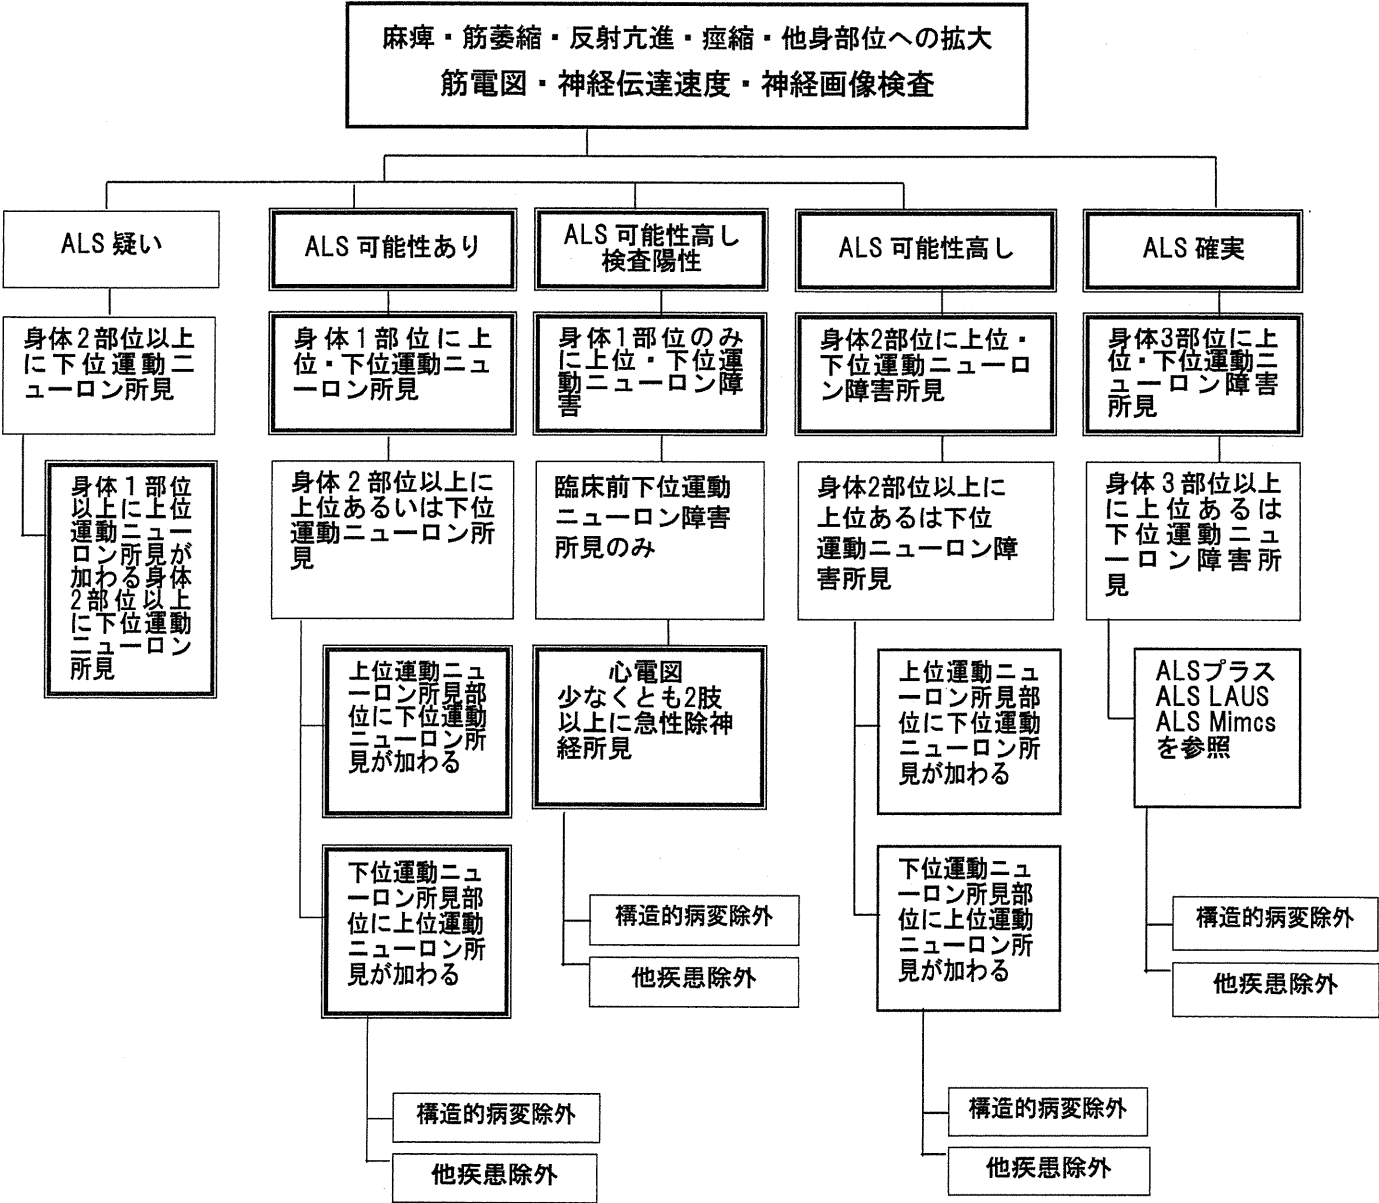 麻痺・筋萎縮・反射亢進・痙縮・他身部位への拡大
筋電図・神経伝達速度・神経画像検査
ALS 疑い
身体2部位以上
に下位運動ニ
ューロン所見
身体1部位
以上に上位
運動ニューー
ロン所見が
加わる身体
2部位以上
に下位運動
ニューロン
所見
ALS 可能性あり
身体1部位に上
位・下位運動ニュ
ーロン所見
身体2部位以上に
上位あるいは下位
運動ニューロン所
見
上位運動ニュ
ーロン所見部
位に下位運動
ニューロン所
見が加わる
下位運動ニュ
ーロン所見部
位に上位運動
ニューロン所
見が加わる
構造的病変除外
他疾患除外
ALS 可能性高し
検査陽性
身体1部位のみ
に上位・下位運
動ニューロン障
害
臨床前下位運動
ニューロン障害
所見のみ
心電図
少なくとも2肢
以上に急性除神
経所見
構造的病変除外
他疾患除外
ALS 可能性高し
身体2部位に上位・
下位運動ニューロ
ン障害所見
身体2部位以上に
上位あるは下位
運動ニューロン障
害所見
上位運動ニュ
ーロン所見部
位に下位運動
ニューロン所
見が加わる
下位運動ニュ
ーロン所見部
位に上位運動
ニューロン所
見が加わる
構造的病変除外
他疾患除外
ALS 確実
身体3部位に上
位・下位運動ニ
ューロン障害
所見
身体3部位以上
に上位あるは
下位運動ニュ
ーロン障害所
見
ALSプラス
ALS LAUS
ALS Mimcs
を参照
構造的病変除外
他疾患除外